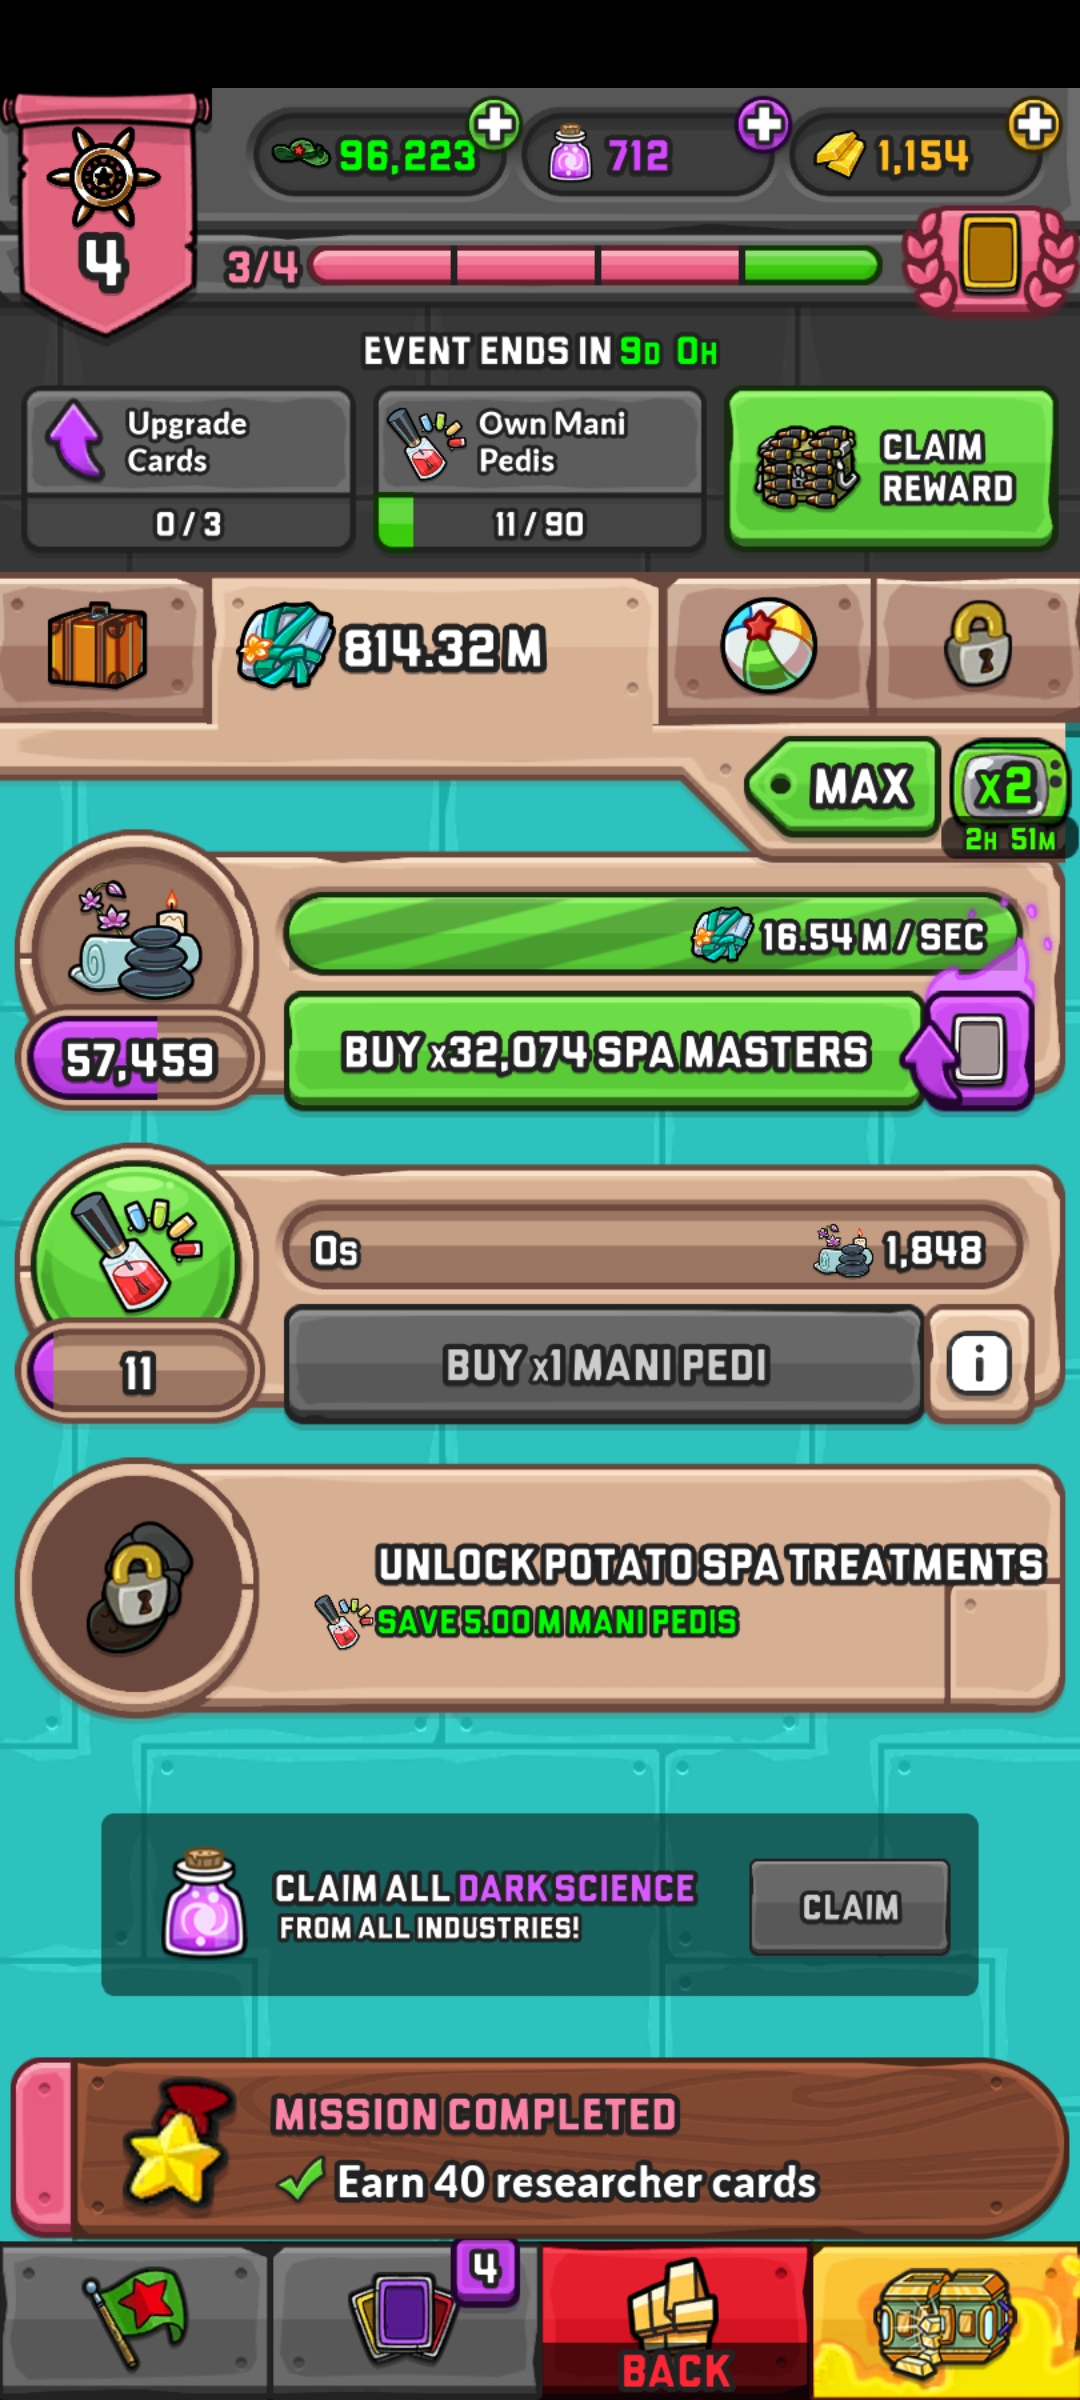 96,223
712
1,154
4
3/4
EVENT ENDS IN 9D 0H
Upgrade
Cards
0 / 3
Own Mani
Pedis
11 / 90
CLAIM
REWARD
814.32 M
MAX
x2
2H 51M
16.54 M / SEC
57,459
BUY x32,074 SPA MASTERS
0s
1,848
11
BUY x1 MANI PEDI
i
UNLOCK POTATO SPA TREATMENTS
SAVE 5.00 M MANI PEDIS
CLAIM ALL DARK SCIENCE
FROM ALL INDUSTRIES!
CLAIM
MISSION COMPLETED
Earn 40 researcher cards
4
BACK